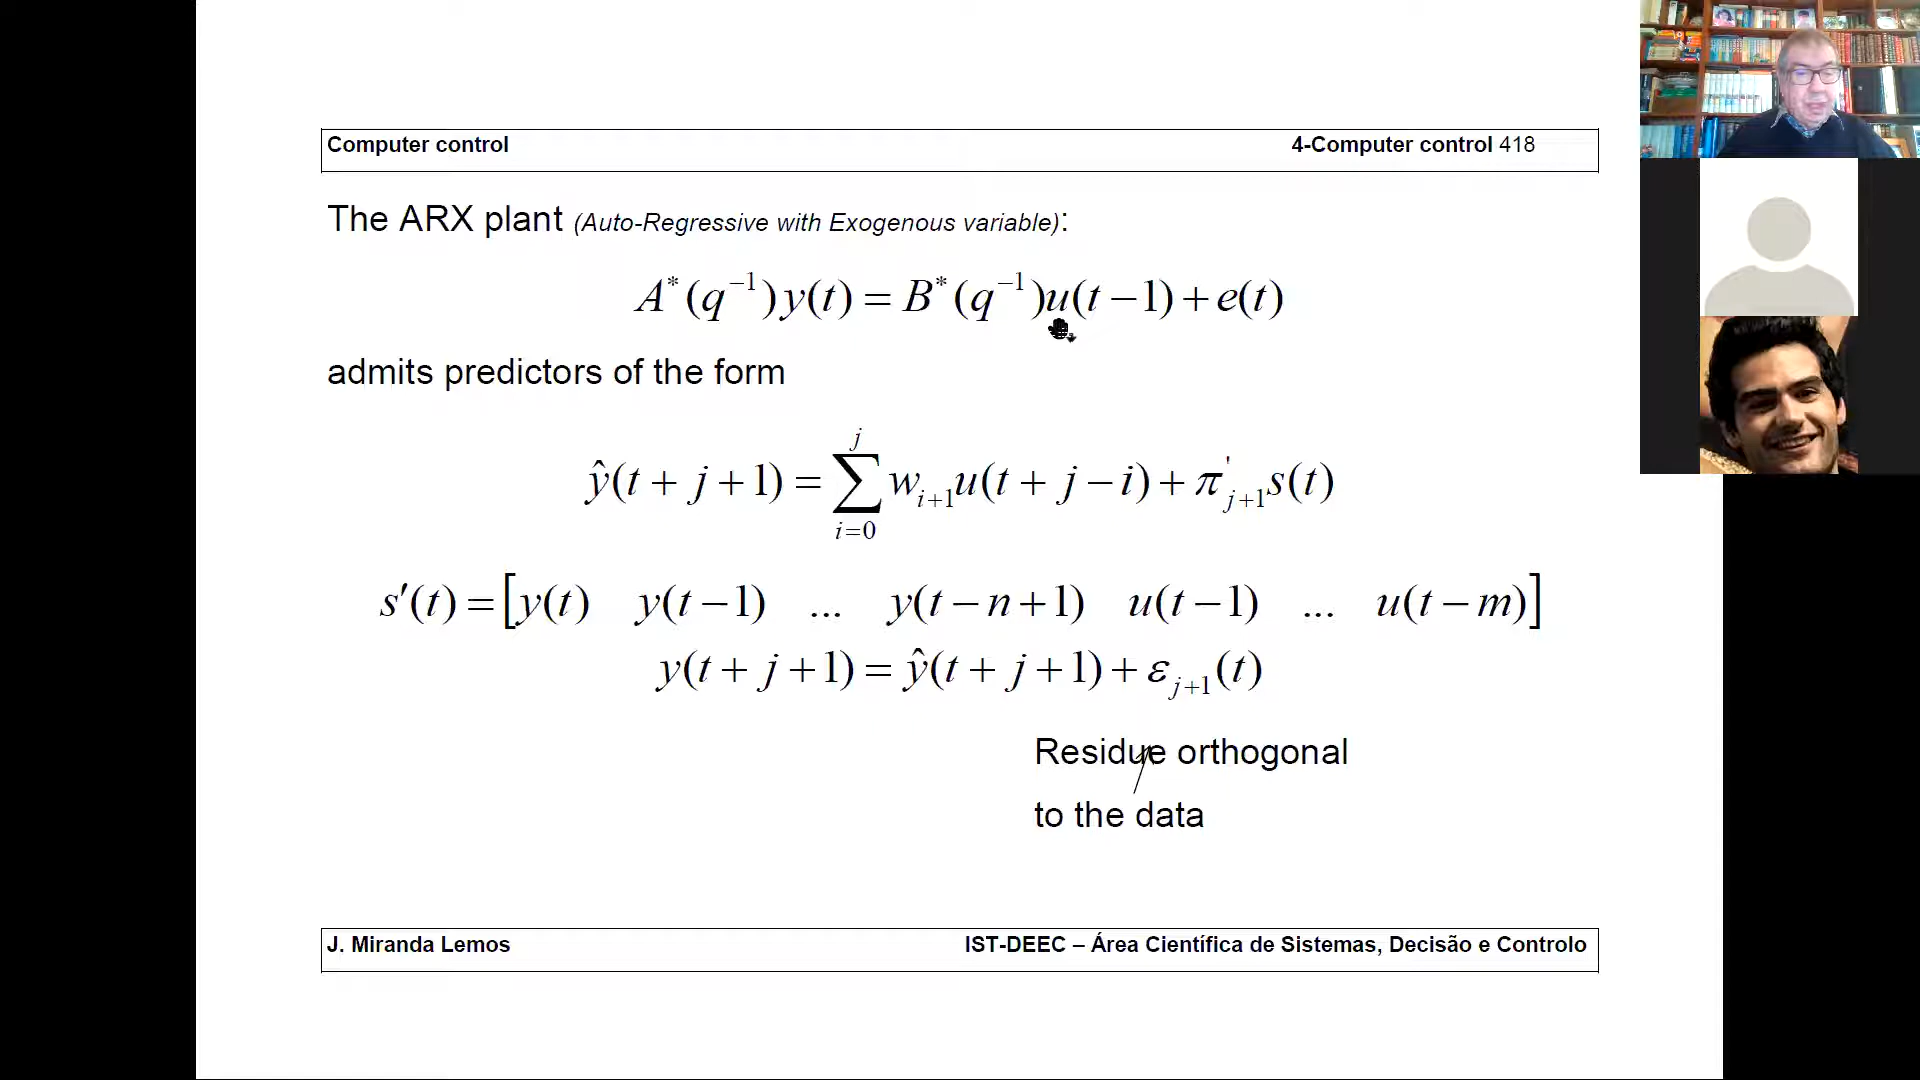 Computer control 4-Computer control 418
The ARX plant (Auto-Regressive with Exogenous variable):
A*(q⁻¹)y(t) = B*(q⁻¹)u(t−1) + e(t)
admits predictors of the form
ŷ(t + j + 1) = ∑_{i=0}^{j} w_{i+1}u(t + j − i) + π'_{j+1}s(t)
s′(t) = [y(t) y(t−1) ... y(t−n+1) u(t−1) ... u(t−m)]
y(t + j + 1) = ŷ(t + j + 1) + ε_{j+1}(t)
Residue orthogonal
to the data
J. Miranda Lemos IST-DEEC – Área Científica de Sistemas, Decisão e Controlo